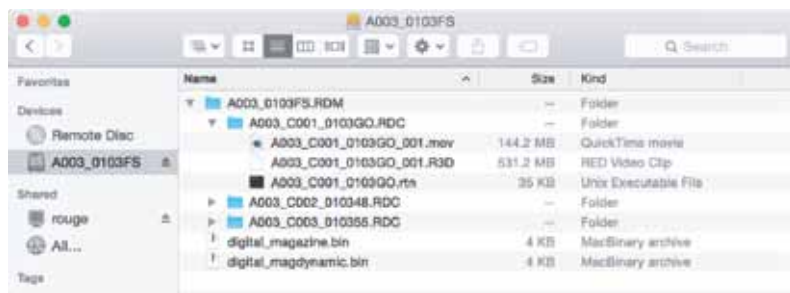 A003_0103FS
Search
Favorites
Devices
Remote Disc
A003_0103FS
Shared
rouge
All...
Tags
Name Size Kind
A003_0103FS.RDM -- Folder
A003_C001_0103GO.RDC -- Folder
A003_C001_0103GO_001.mov 144.2 MB QuickTime movie
A003_C001_0103GO_001.R3D 531.2 MB RED Video Clip
A003_C001_0103GO.rtn 35 KB Unix Executable File
A003_C002_010348.RDC -- Folder
A003_C003_010355.RDC -- Folder
digital_magazine.bin 4 KB MacBinary archive
digital_magdynamic.bin 4 KB MacBinary archive